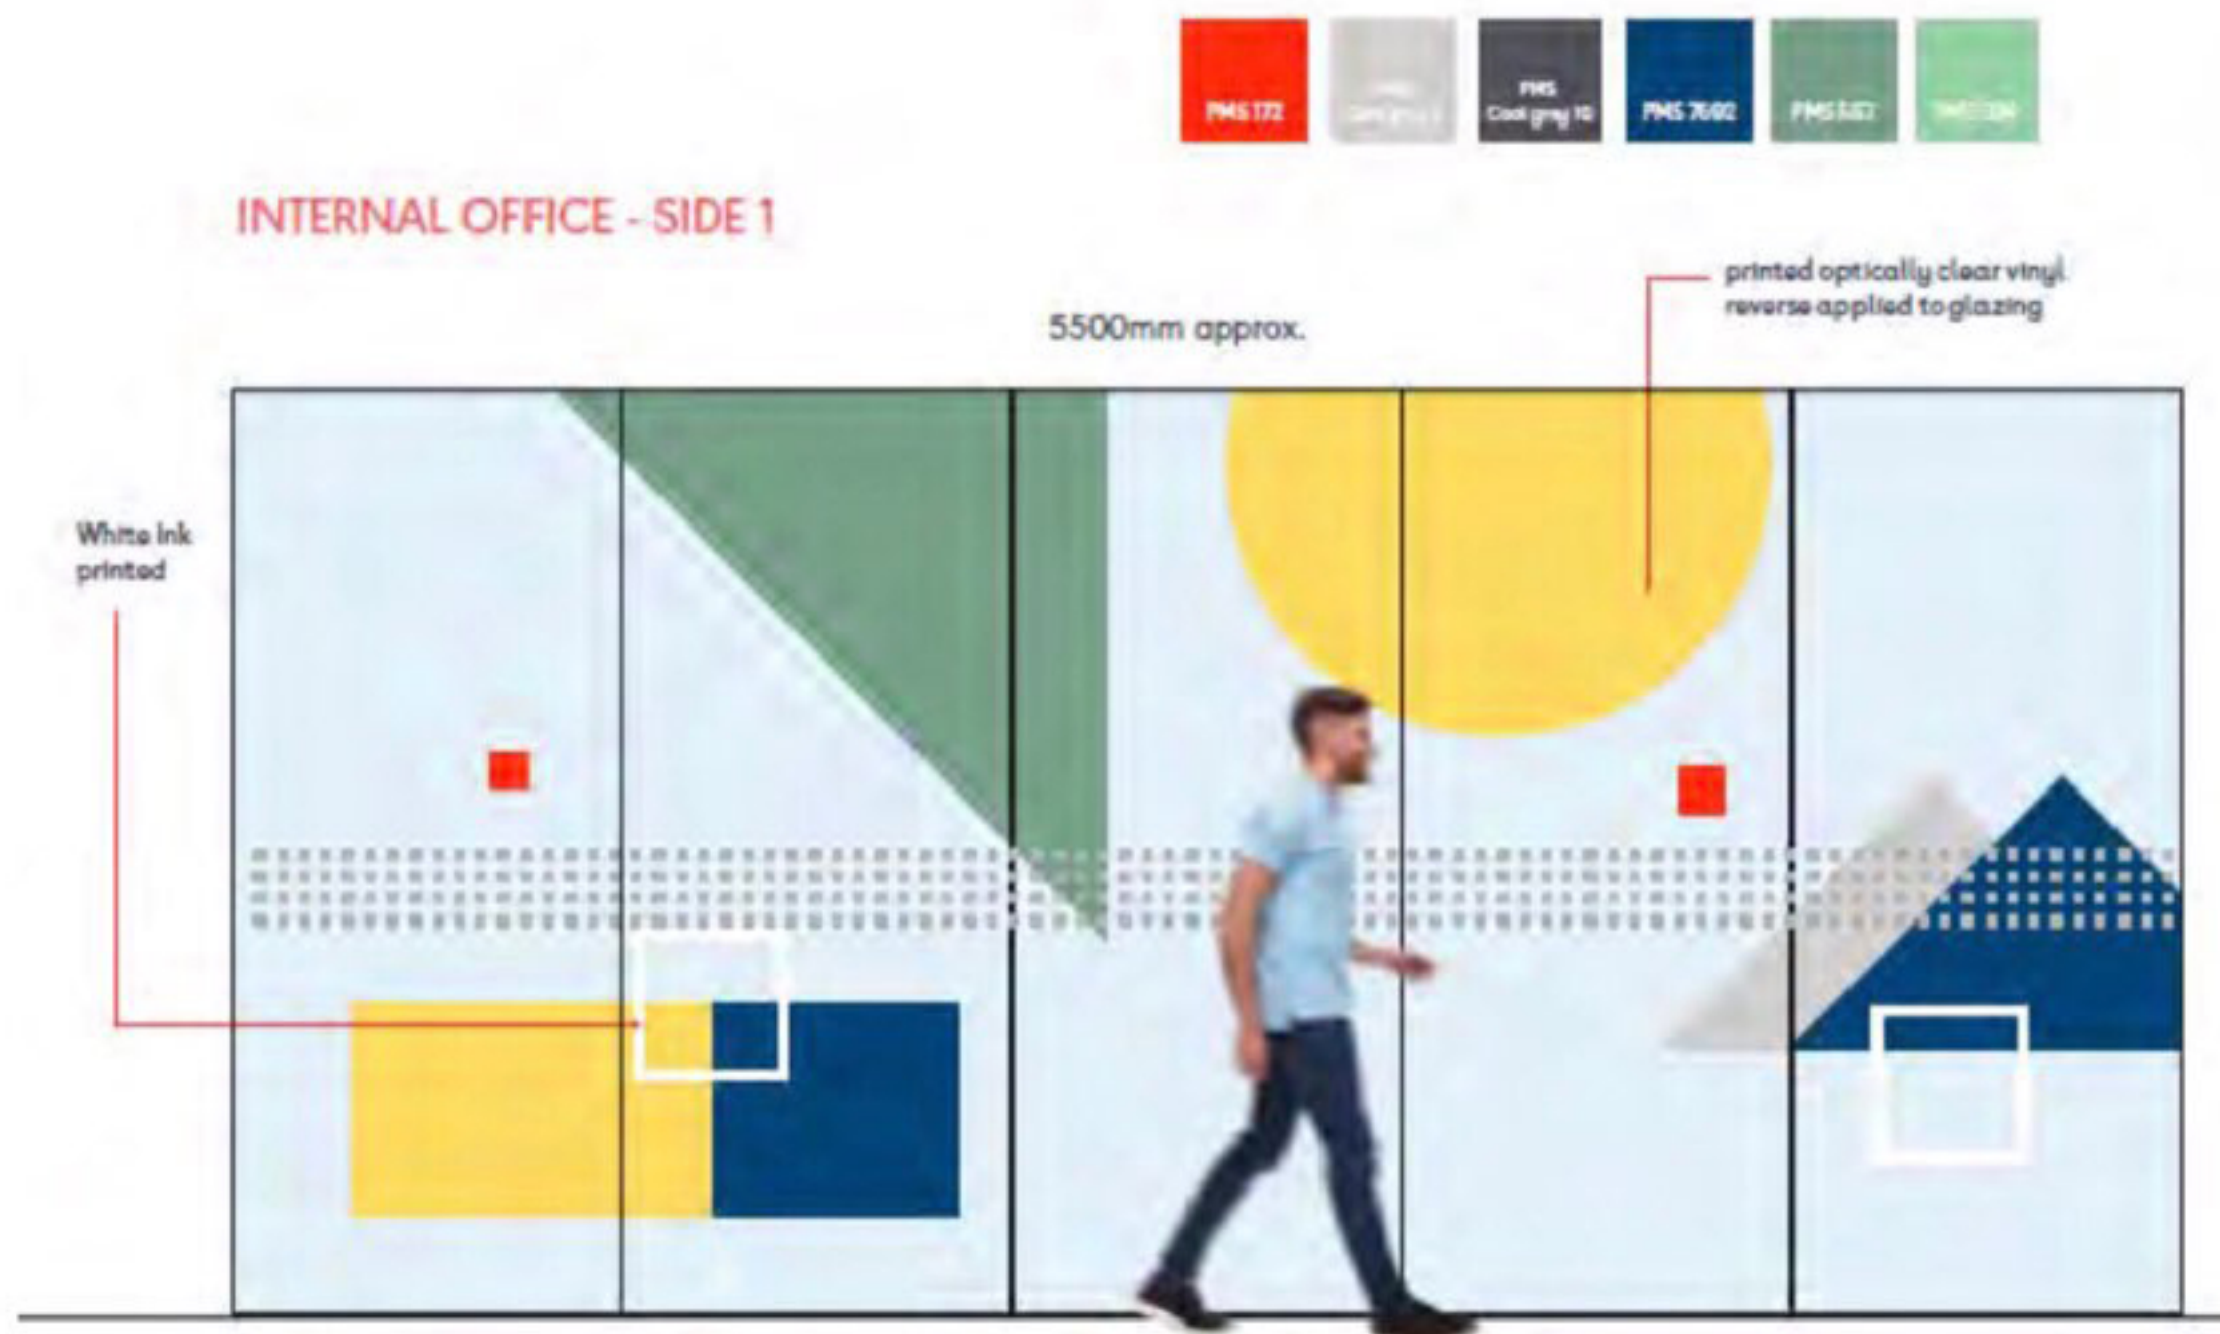 PMS 172
PMS
Cool gray 10
PMS 7692
INTERNAL OFFICE - SIDE 1
printed optically clear vinyl
reverse applied to glazing
5500mm approx.
White ink
printed